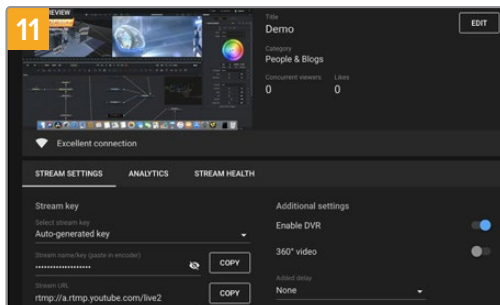 11
PREVIEW
Title
Demo
EDIT
Category
People & Blogs
Concurrent viewers Likes
0 0
Excellent connection
STREAM SETTINGS ANALYTICS STREAM HEALTH
Stream key
Additional settings
Select stream key
Auto-generated key
Enable DVR
360° video
Stream name/key (paste in encoder)
•••••••••••••••••••
COPY
Added delay
None
Stream URL
rtmp://a.rtmp.youtube.com/live2
COPY